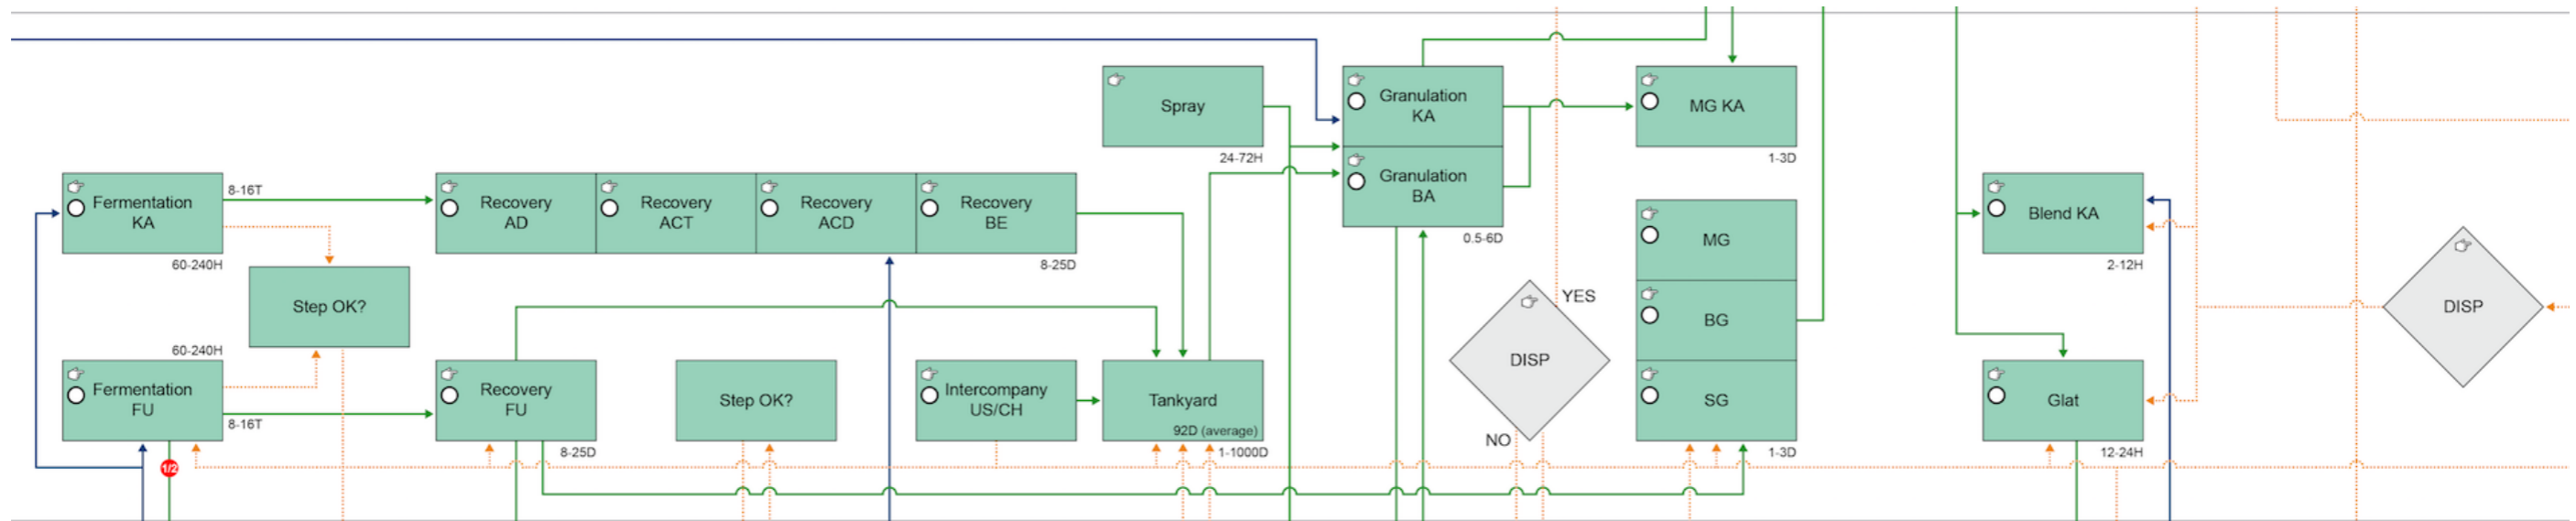 Spray
24-72H
Granulation
KA
Granulation
BA
0.5-6D
MG KA
1-3D
Fermentation
KA
8-16T
60-240H
Recovery
AD
Recovery
ACT
Recovery
ACD
Recovery
BE
8-25D
Step OK?
60-240H
Fermentation
FU
8-16T
Recovery
FU
8-25D
Step OK?
Intercompany
US/CH
Tankyard
92D (average)
1-1000D
YES
DISP
NO
MG
BG
SG
1-3D
Blend KA
2-12H
Glat
12-24H
DISP
1/2